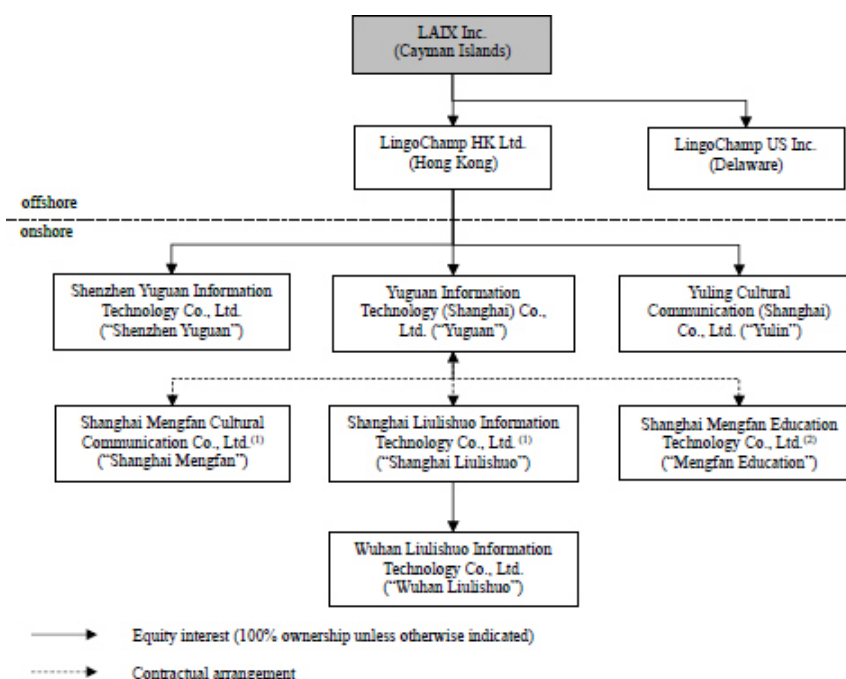 LAIX Inc.
(Cayman Islands)
LingoChamp HK Ltd.
(Hong Kong)
LingoChamp US Inc.
(Delaware)
offshore
onshore
Shenzhen Yuguan Information
Technology Co., Ltd.
(“Shenzhen Yuguan”)
Yuguan Information
Technology (Shanghai) Co.,
Ltd. (“Yuguan”)
Yuling Cultural
Communication (Shanghai)
Co., Ltd. (“Yulin”)
Shanghai Mengfan Cultural
Communication Co., Ltd.(1)
(“Shanghai Mengfan”)
Shanghai Liulishuo Information
Technology Co., Ltd.(1)
(“Shanghai Liulishuo”)
Shanghai Mengfan Education
Technology Co., Ltd.(2)
(“Mengfan Education”)
Wuhan Liulishuo Information
Technology Co., Ltd.
(“Wuhan Liulishuo”)
Equity interest (100% ownership unless otherwise indicated)
Contractual arrangement